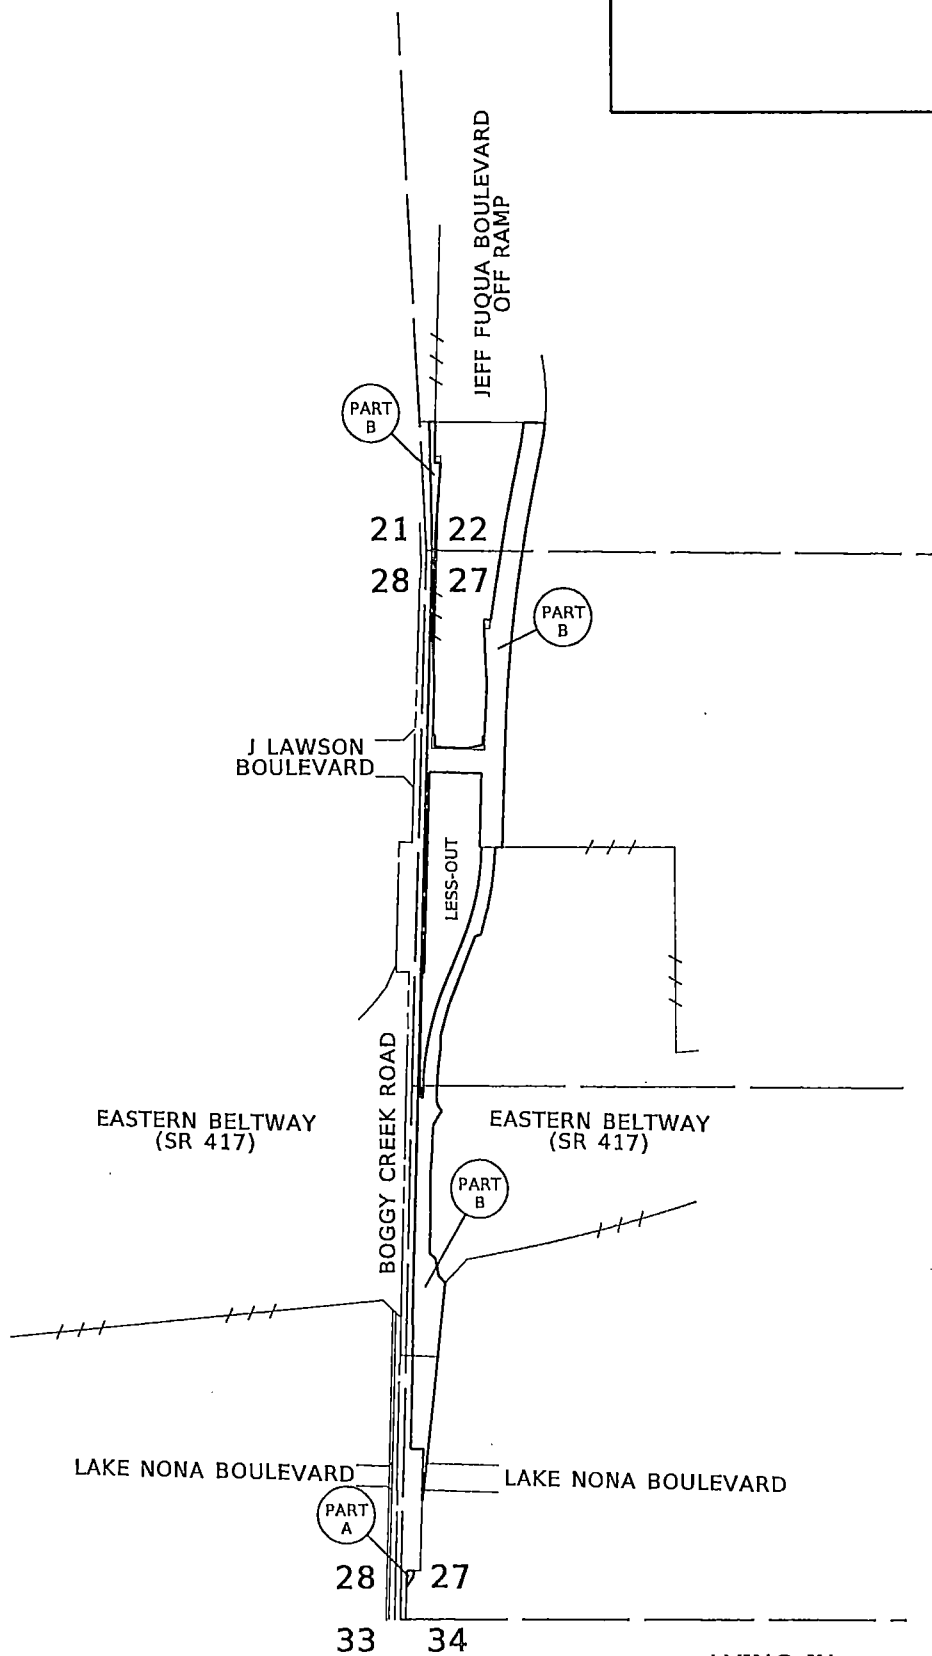 JEFF FUQUA BOULEVARD
OFF RAMP
PART
B
21 22
28 27
PART
B
J LAWSON
BOULEVARD
LESS-OUT
BOGGY CREEK ROAD
EASTERN BELTWAY
(SR 417)
EASTERN BELTWAY
(SR 417)
PART
B
LAKE NONA BOULEVARD
LAKE NONA BOULEVARD
PART
A
28 27
33 34